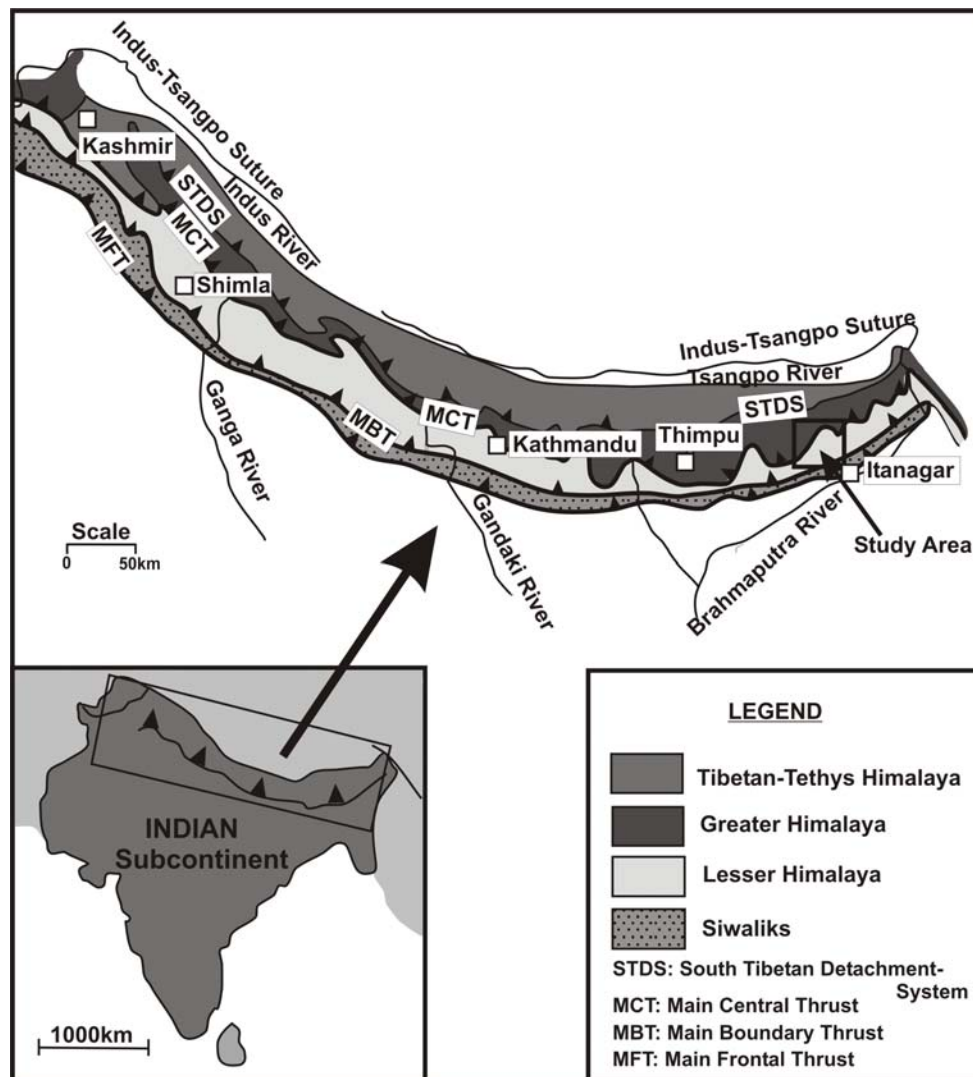 Indus-Tsangpo Suture
Indus River
Kashmir
STDS
MCT
MFT
Shimla
Indus-Tsangpo Suture
Tsangpo River
STDS
MCT
MBT
Kathmandu
Thimpu
Itanagar
Ganga River
Gandaki River
Brahmaputra River
Study Area
Scale
0 50km
INDIAN
Subcontinent
1000km
LEGEND
Tibetan-Tethys Himalaya
Greater Himalaya
Lesser Himalaya
Siwaliks
STDS: South Tibetan Detachment-
System
MCT: Main Central Thrust
MBT: Main Boundary Thrust
MFT: Main Frontal Thrust